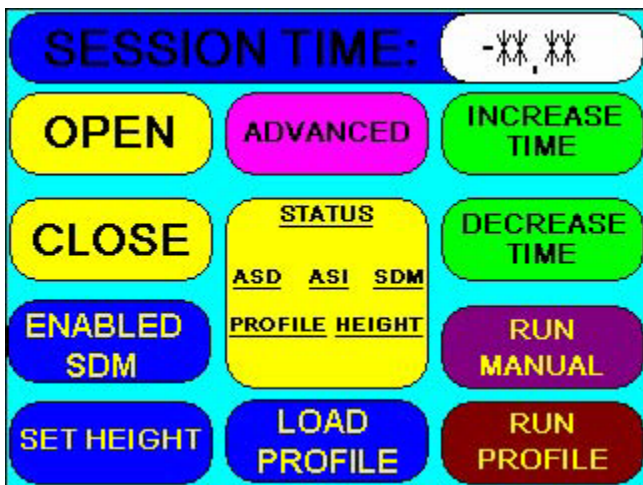 SESSION TIME: -**.**
OPEN
ADVANCED
INCREASE
TIME
CLOSE
STATUS
ASD ASI SDM
PROFILE HEIGHT
DECREASE
TIME
ENABLED
SDM
RUN
MANUAL
SET HEIGHT
LOAD
PROFILE
RUN
PROFILE